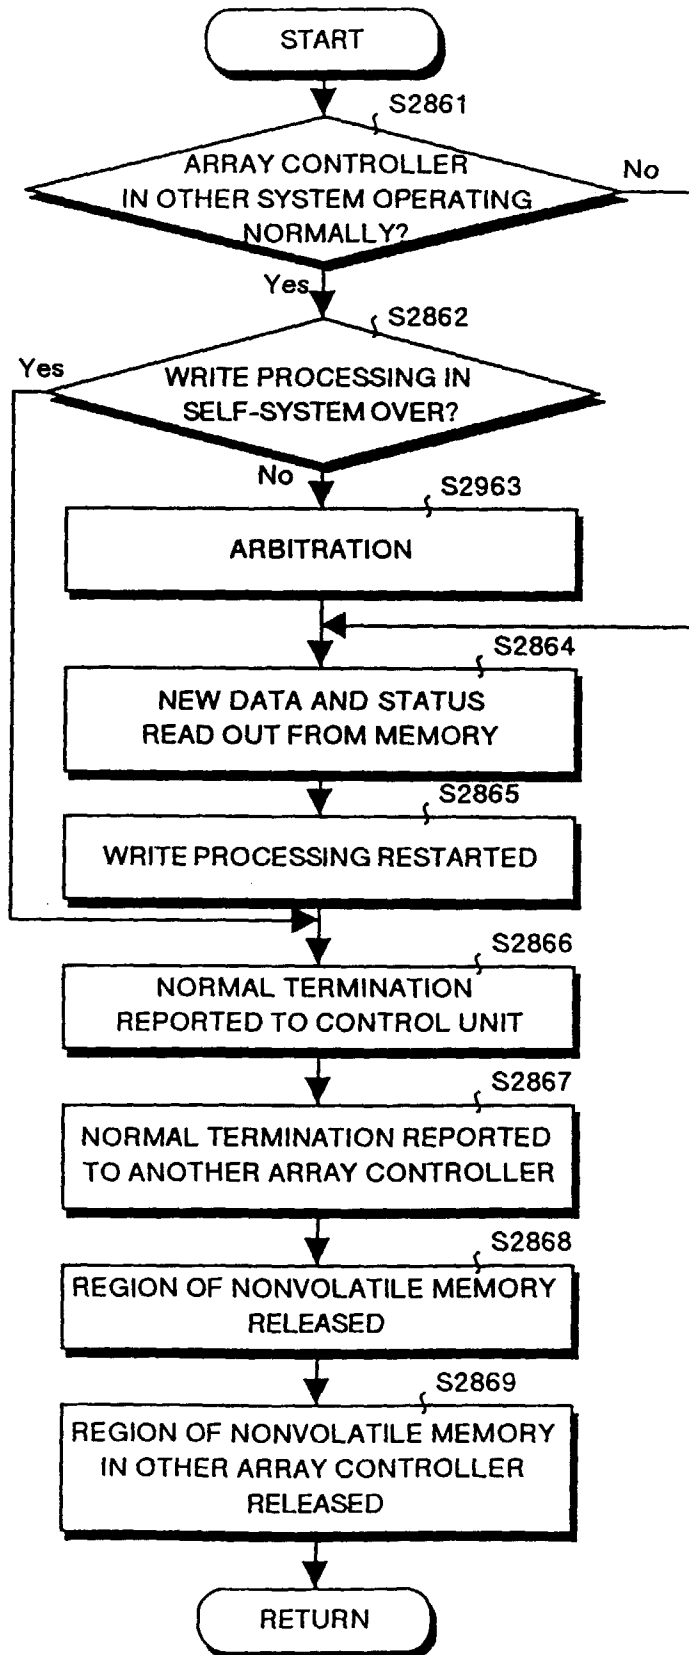 START
S2861
ARRAY CONTROLLER
IN OTHER SYSTEM OPERATING
NORMALLY?
No
Yes
S2862
Yes
WRITE PROCESSING IN
SELF-SYSTEM OVER?
No
S2963
ARBITRATION
S2864
NEW DATA AND STATUS
READ OUT FROM MEMORY
S2865
WRITE PROCESSING RESTARTED
S2866
NORMAL TERMINATION
REPORTED TO CONTROL UNIT
S2867
NORMAL TERMINATION REPORTED
TO ANOTHER ARRAY CONTROLLER
S2868
REGION OF NONVOLATILE MEMORY
RELEASED
S2869
REGION OF NONVOLATILE MEMORY
IN OTHER ARRAY CONTROLLER
RELEASED
RETURN